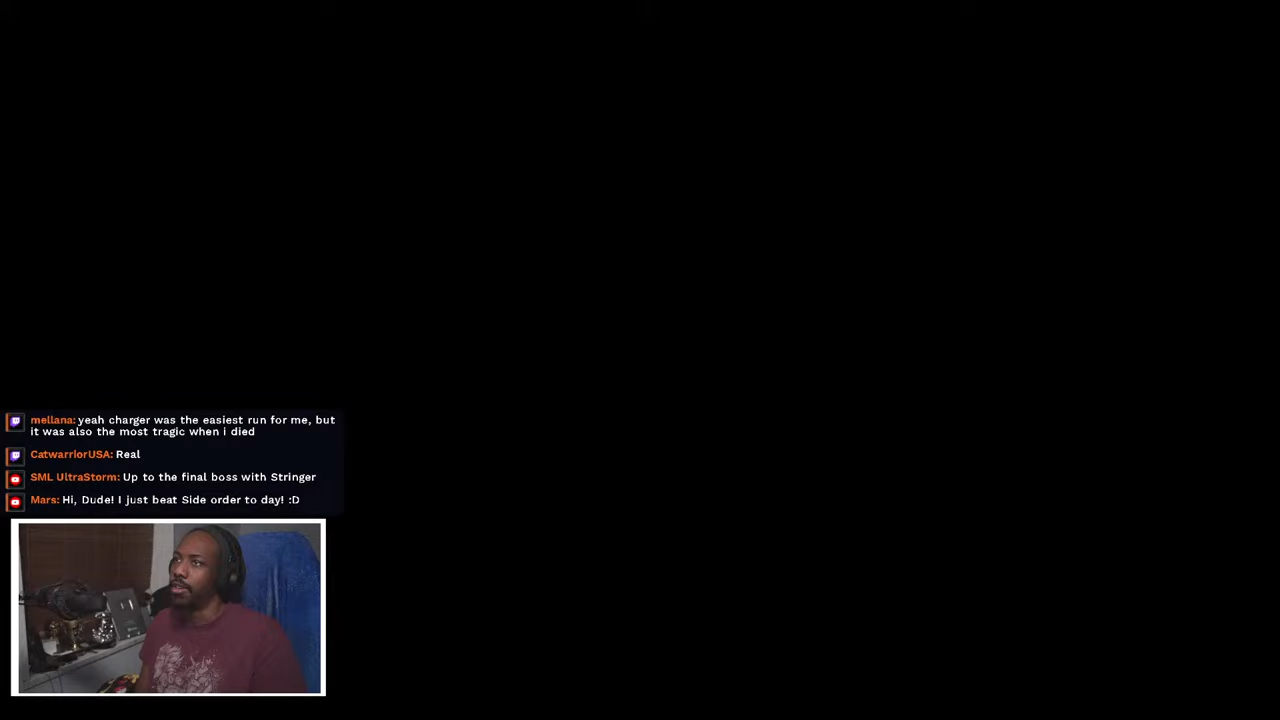 mellana: yeah charger was the easiest run for me, but
it was also the most tragic when i died
CatwarriorUSA: Real
SML UltraStorm: Up to the final boss with Stringer
Mars: Hi, Dude! I just beat Side order to day! :D